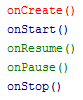 onCreate()
onStart()
onResume()
onPause()
onStop()